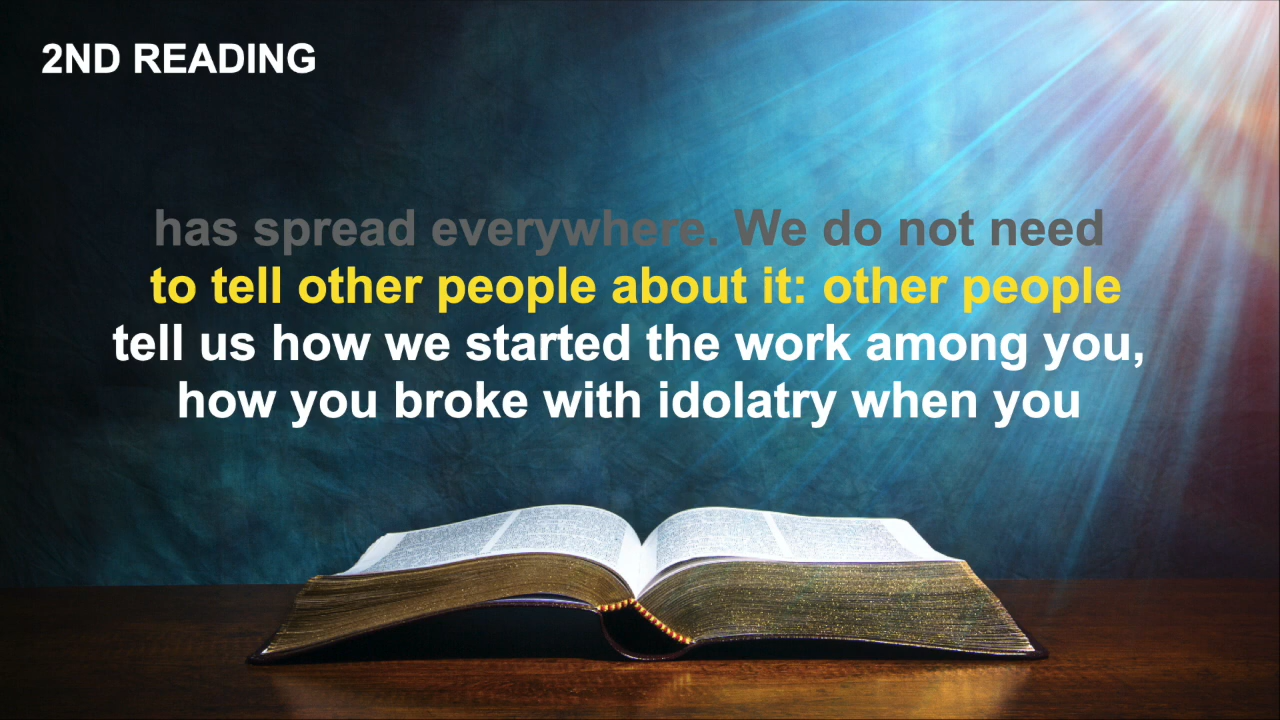 2ND READING
has spread everywhere. We do not need
to tell other people about it: other people
tell us how we started the work among you,
how you broke with idolatry when you